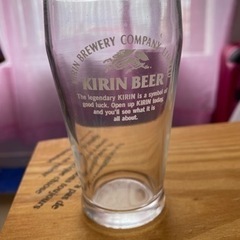 BREWERY COMPANY
KIRIN BEER
The legendary KIRIN is a symbol of
good luck. Open up KIRIN today
and you'll see what it is
all about.